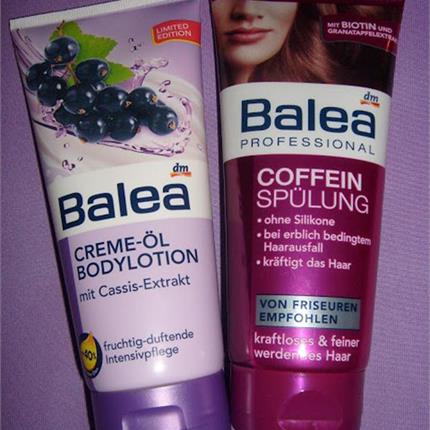 LIMITED
EDITION
dm
Balea
CREME-ÖL
BODYLOTION
mit Cassis-Extrakt
fruchtig-duftende
Intensivpflege
MIT BIOTIN UND
GRANATAPFELEXTRAKT
dm
Balea
PROFESSIONAL
COFFEIN
SPÜLUNG
• ohne Silikone
• bei erblich bedingtem
Haarausfall
• kräftigt das Haar
VON FRISEUREN
EMPFOHLEN
kraftloses & feiner
werdendes Haar